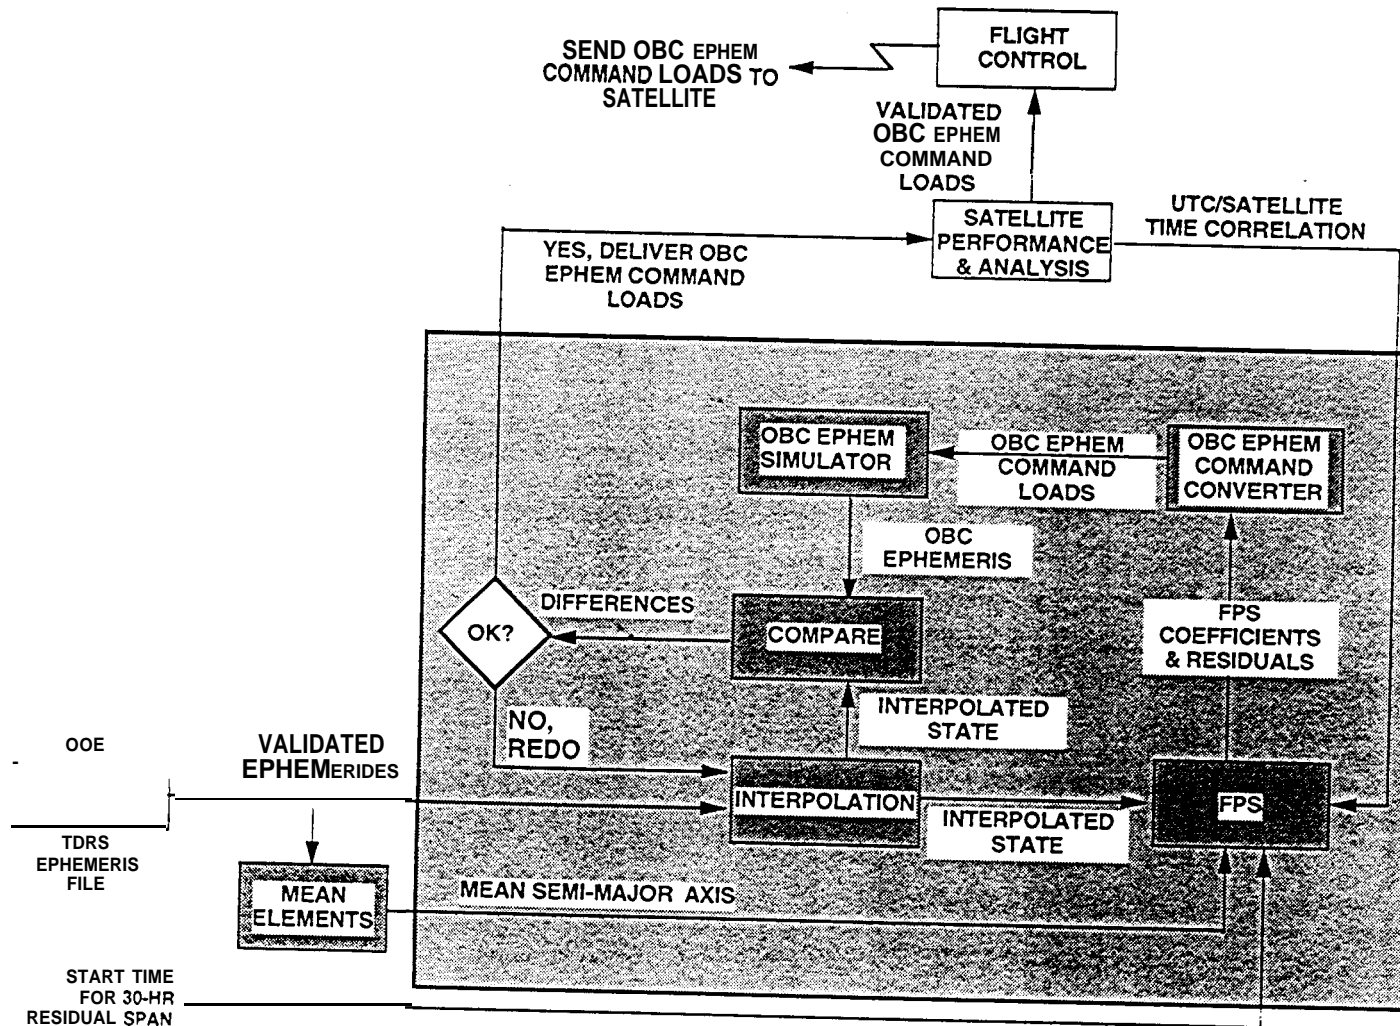 FLIGHT
CONTROL
SEND OBC EPHEM
COMMAND LOADS TO
SATELLITE
VALIDATED
OBC EPHEM
COMMAND
LOADS
SATELLITE
PERFORMANCE
& ANALYSIS
UTC/SATELLITE
TIME CORRELATION
YES, DELIVER OBC
EPHEM COMMAND
LOADS
OBC EPHEM
SIMULATOR
OBC EPHEM
COMMAND
LOADS
OBC EPHEM
COMMAND
CONVERTER
OBC
EPHEMERIS
OK?
DIFFERENCES
COMPARE
FPS
COEFFICIENTS
& RESIDUALS
INTERPOLATED
STATE
NO,
REDO
OOE
VALIDATED
EPHEMERIDES
INTERPOLATION
INTERPOLATED
STATE
FPS
TDRS
EPHEMERIS
FILE
MEAN
ELEMENTS
MEAN SEMI-MAJOR AXIS
START TIME
FOR 30-HR
RESIDUAL SPAN